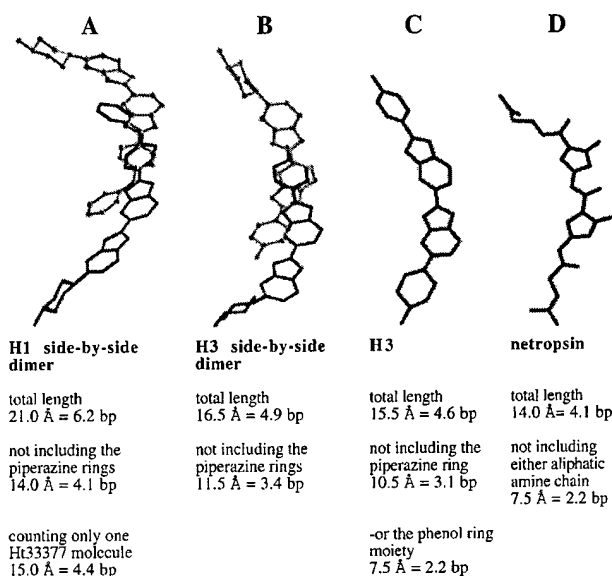 A B C D
H1 side-by-side
dimer
total length
21.0 Å = 6.2 bp
not including the
piperazine rings
14.0 Å = 4.1 bp
counting only one
Ht33377 molecule
15.0 Å = 4.4 bp
H3 side-by-side
dimer
total length
16.5 Å = 4.9 bp
not including the
piperazine rings
11.5 Å = 3.4 bp
H3
total length
15.5 Å = 4.6 bp
not including the
piperazine ring
10.5 Å = 3.1 bp
-or the phenol ring
moiety
7.5 Å = 2.2 bp
netropsin
total length
14.0 Å= 4.1 bp
not including
either aliphatic
amine chain
7.5 Å = 2.2 bp